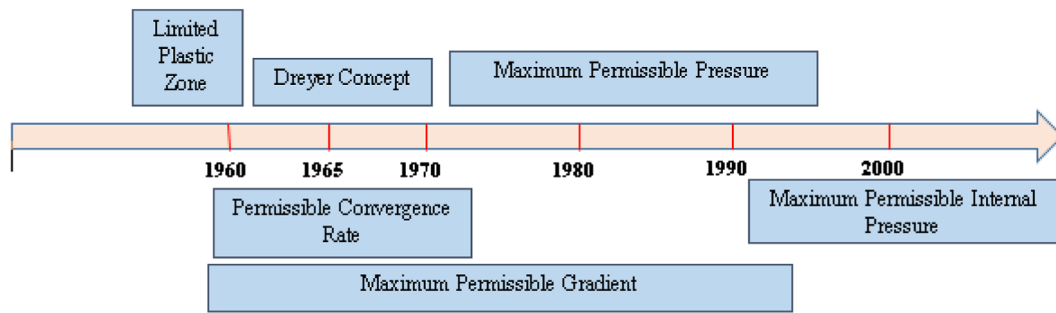 Limited
Plastic
Zone
Dreyer Concept
Maximum Permissible Pressure
1960
1965
1970
1980
1990
2000
Permissible Convergence
Rate
Maximum Permissible Internal
Pressure
Maximum Permissible Gradient